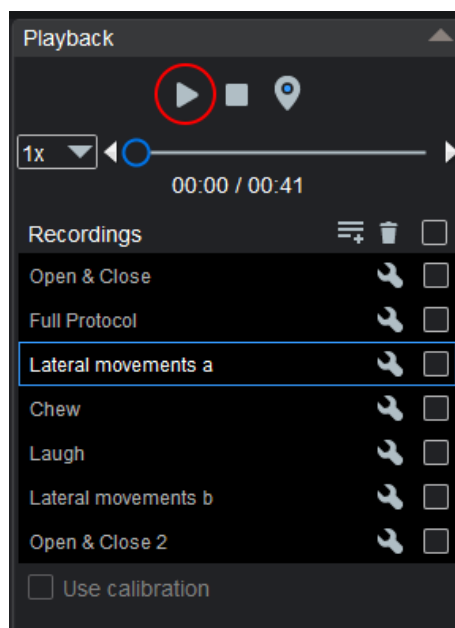 Playback
1x
00:00 / 00:41
Recordings
Open & Close
Full Protocol
Lateral movements a
Chew
Laugh
Lateral movements b
Open & Close 2
Use calibration